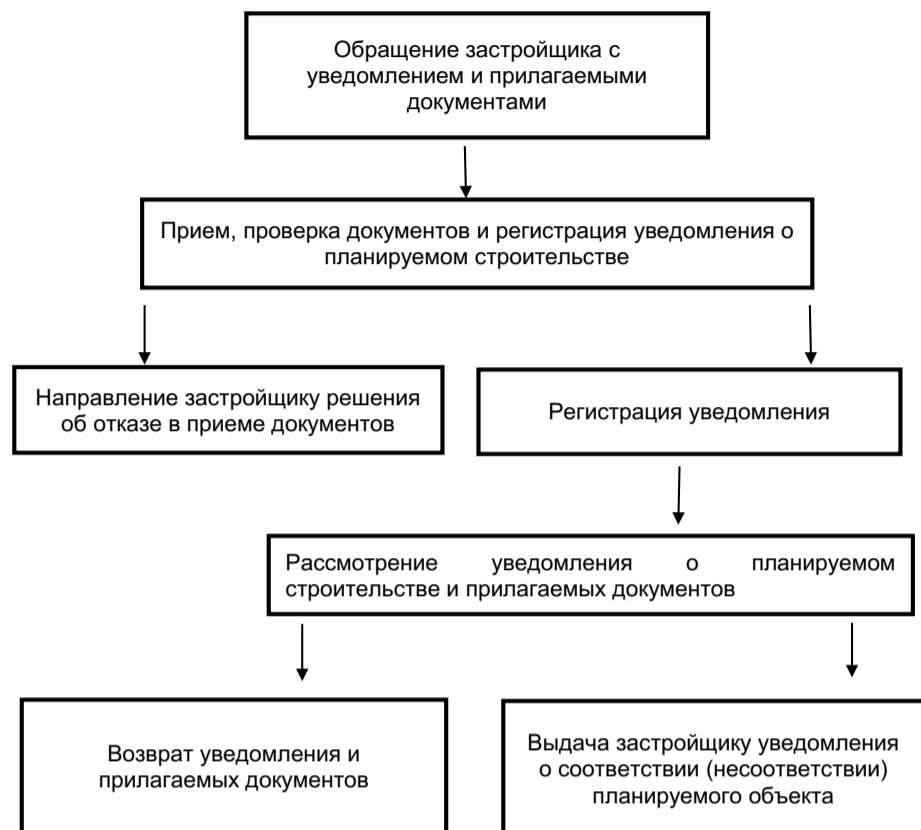 Обращение застройщика с
уведомлением и прилагаемыми
документами
Прием, проверка документов и регистрация уведомления о
планируемом строительстве
Направление застройщику решения
об отказе в приеме документов
Регистрация уведомления
Рассмотрение уведомления о планируемом
строительстве и прилагаемых документов
Возврат уведомления и
прилагаемых документов
Выдача застройщику уведомления
о соответствии (несоответствии)
планируемого объекта